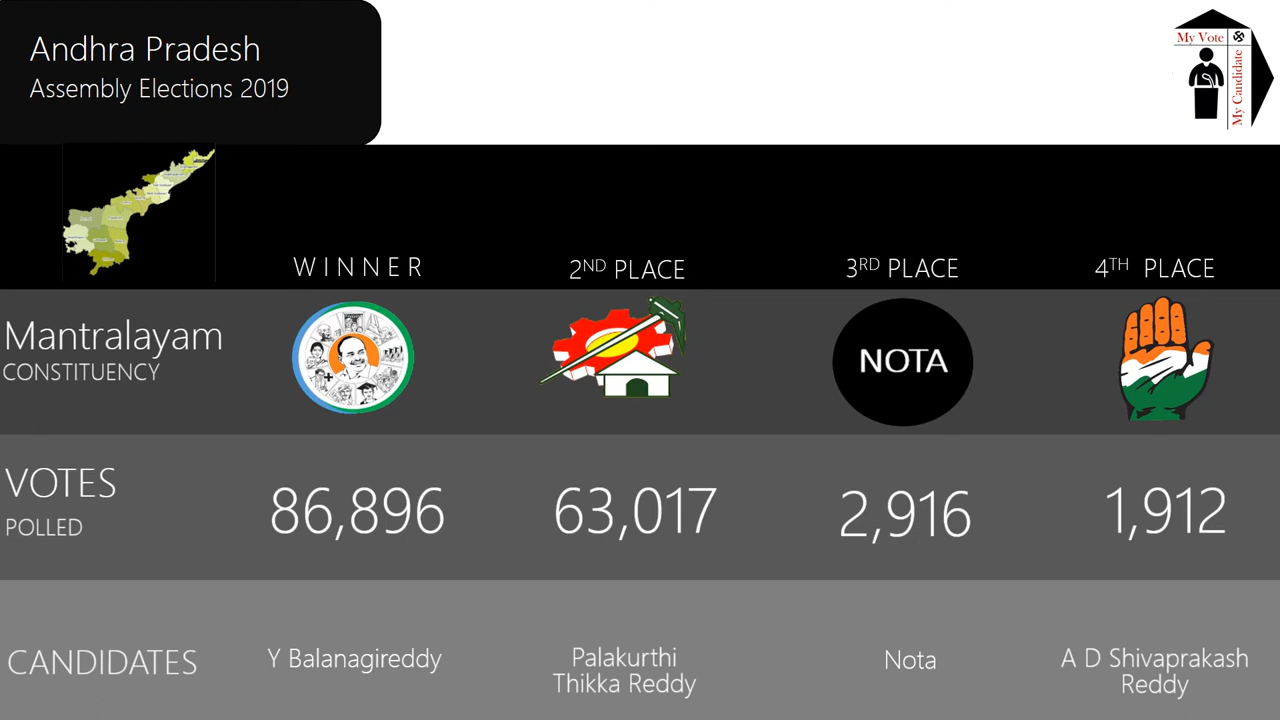 Andhra Pradesh
Assembly Elections 2019
My Vote
My Candidate
WINNER
2ND PLACE
3RD PLACE
4TH PLACE
Mantralayam
CONSTITUENCY
NOTA
VOTES
POLLED
86,896
63,017
2,916
1,912
CANDIDATES
Y Balanagireddy
Palakurthi
Thikka Reddy
Nota
A D Shivaprakash
Reddy